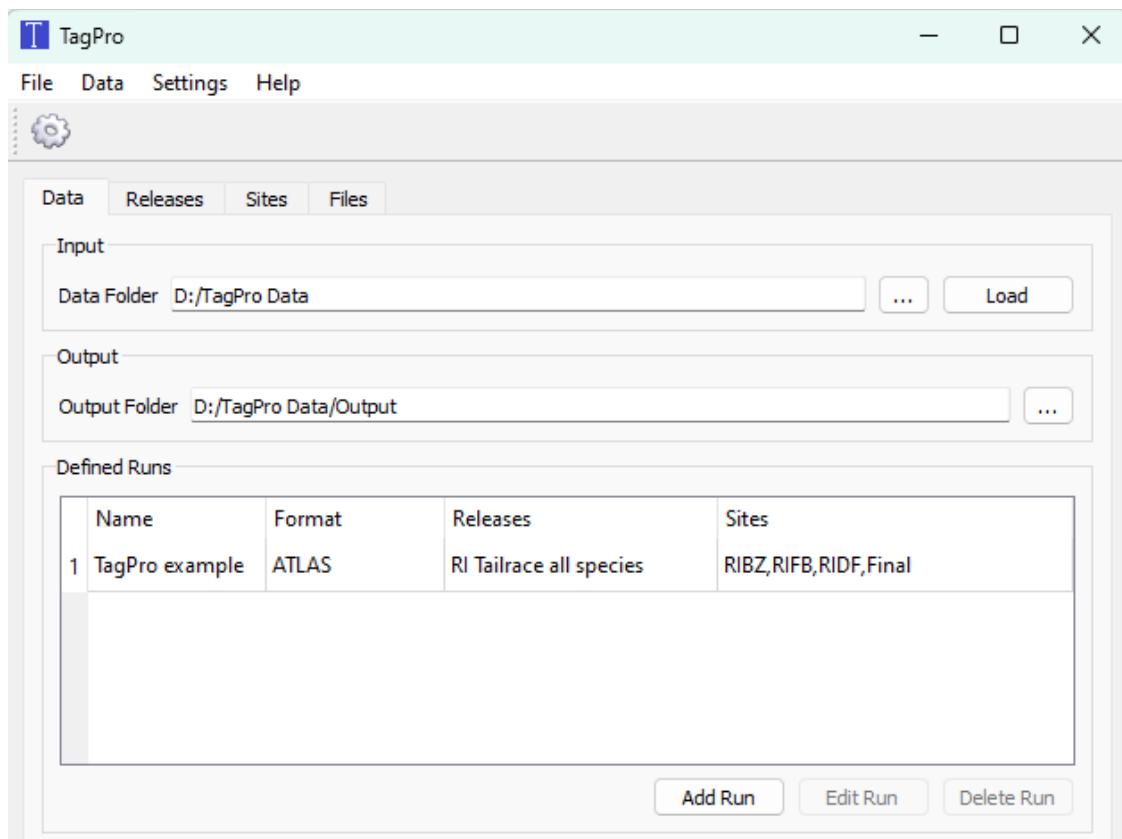 T TagPro
File Data Settings Help
Data Releases Sites Files
Input
Data Folder D:/TagPro Data ... Load
Output
Output Folder D:/TagPro Data/Output ...
Defined Runs
Name Format Releases Sites
1 TagPro example ATLAS RI Tailrace all species RIBZ,RIFB,RIDF,Final
Add Run Edit Run Delete Run